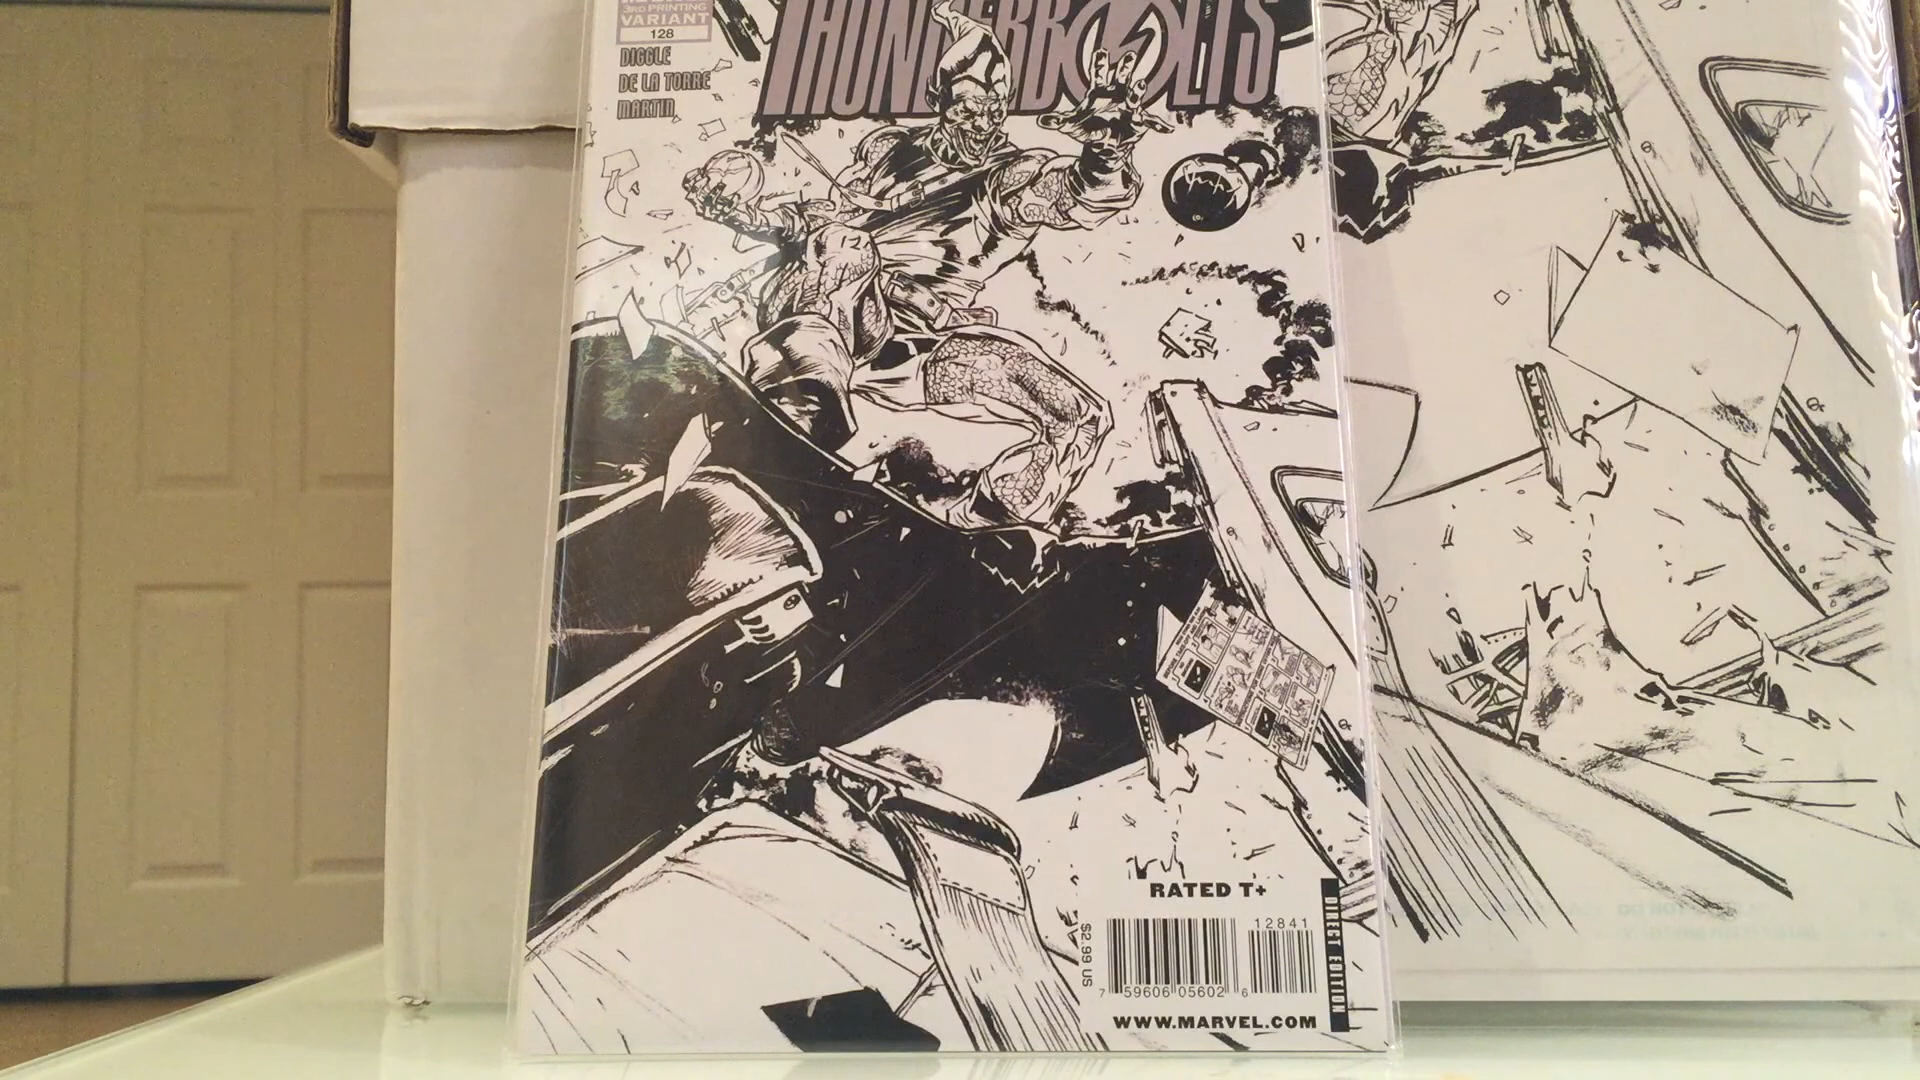 3RD PRINTING
VARIANT
128
DIGGLE
DE LA TORRE
MARTIN
THUNDERBOLTS
RATED T+
12841
$2.99 US
7 59606 05602 6
DIRECT EDITION
WWW.MARVEL.COM